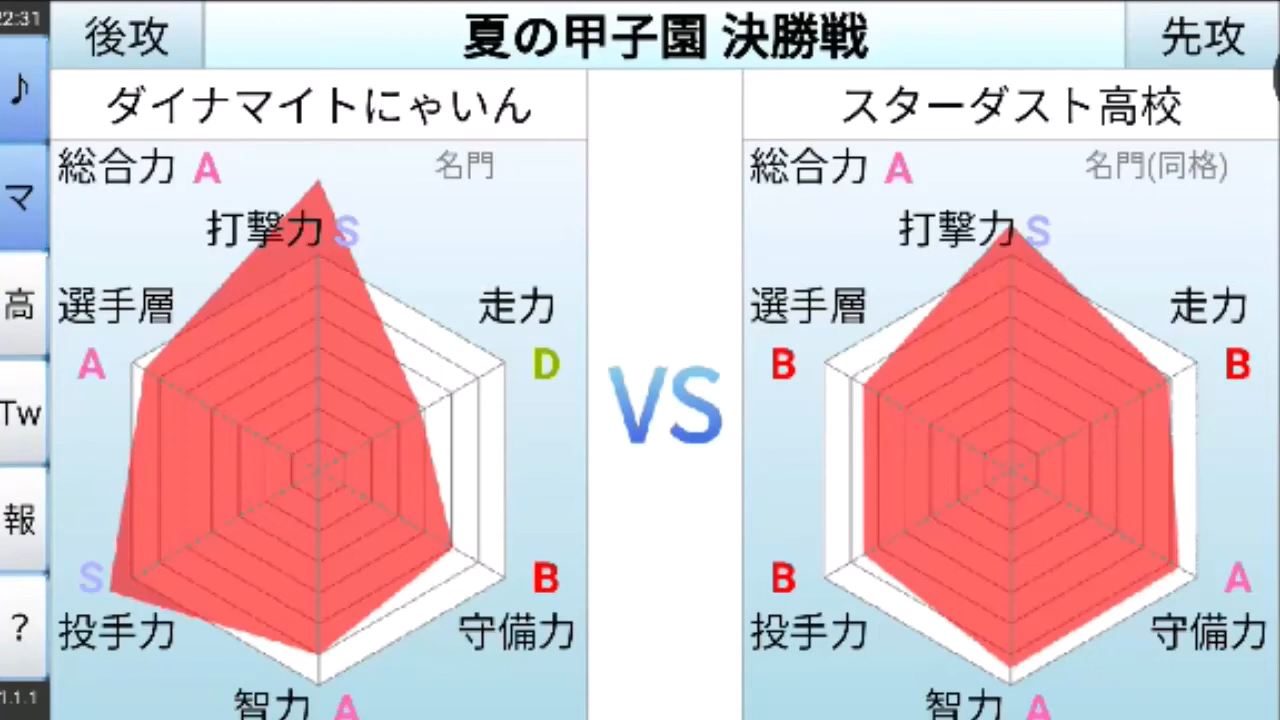 22:31
後攻
夏の甲子園 決勝戦
先攻
♪
マ
高
Tw
報
?
1.1.1
ダイナマイトにゃいん
総合力 A
名門
打撃力 S
選手層 A
走力 D
投手力 S
守備力 B
智力 A
VS
スターダスト高校
総合力 A
名門(同格)
打撃力 S
選手層 B
走力 B
投手力 B
守備力 A
智力 A